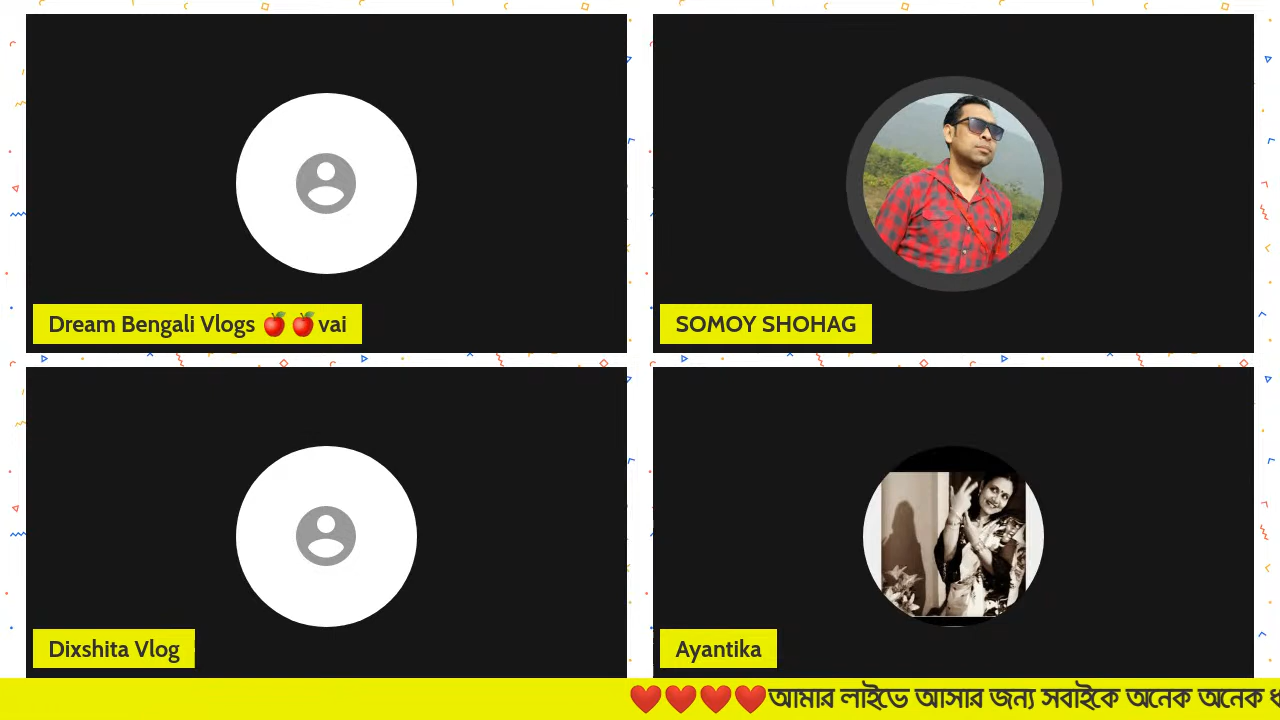 Dream Bengali Vlogs 🍎🍎vai
SOMOY SHOHAG
Dixshita Vlog
Ayantika
❤️❤️❤️❤️আমার লাইভে আসার জন্য সবাইকে অনেক অনেক